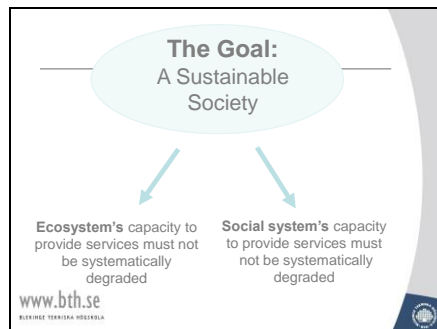 The Goal:
A Sustainable
Society
Ecosystem's capacity to
provide services must not
be systematically
degraded
Social system's capacity
to provide services must
not be systematically
degraded
www.bth.se
BLEKINGE TEKNISKA HÖGSKOLA